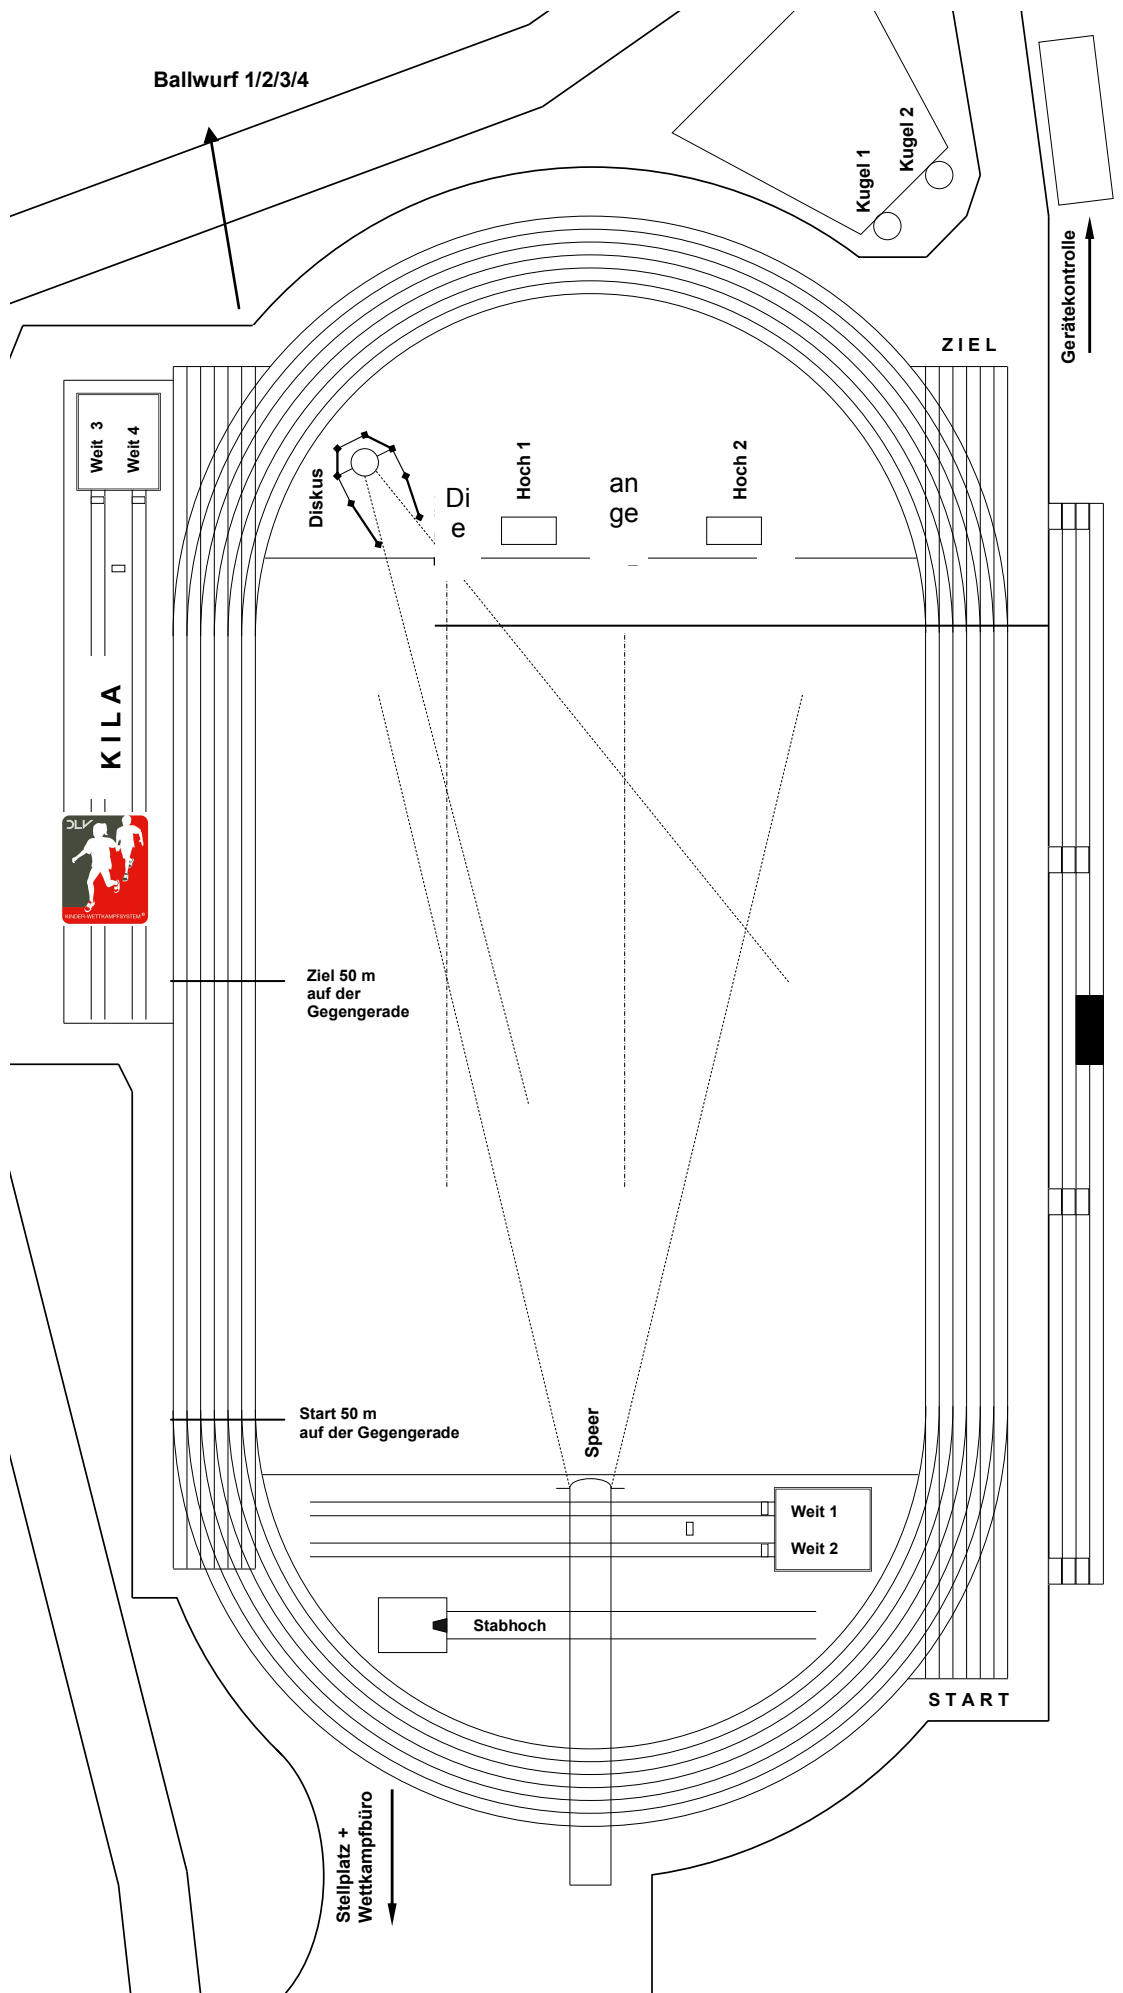 Ballwurf 1/2/3/4
Kugel 1
Kugel 2
Gerätekontrolle
ZIEL
Weit 3
Weit 4
Diskus
Di
e
Hoch 1
an
ge
Hoch 2
KILA
DLV
KINDER-WETTKAMPFSYSTEM®
Ziel 50 m
auf der
Gegengerade
Start 50 m
auf der Gegengerade
Speer
Weit 1
Weit 2
Stabhoch
START
Stellplatz +
Wettkampfbüro